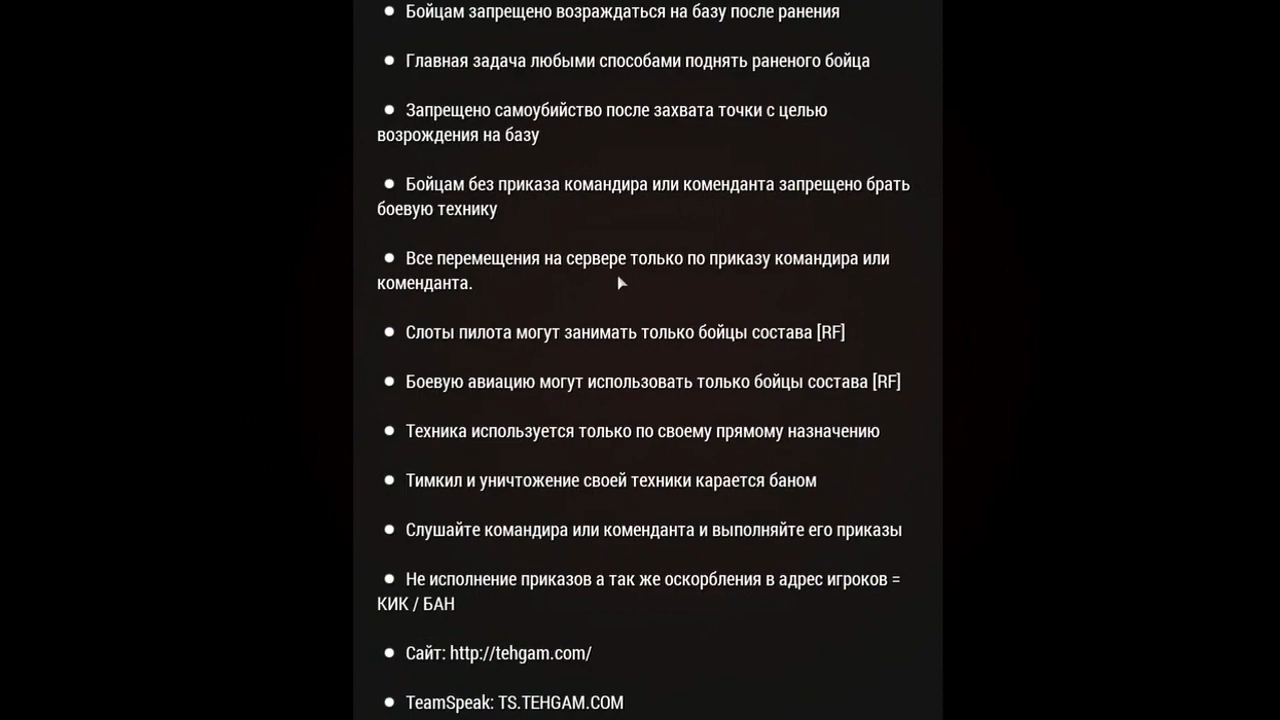 ● Бойцам запрещено возраждаться на базу после ранения
● Главная задача любыми способами поднять раненого бойца
● Запрещено самоубийство после захвата точки с целью
возрождения на базу
● Бойцам без приказа командира или коменданта запрещено брать
боевую технику
● Все перемещения на сервере только по приказу командира или
коменданта.
● Слоты пилота могут занимать только бойцы состава [RF]
● Боевую авиацию могут использовать только бойцы состава [RF]
● Техника используется только по своему прямому назначению
● Тимкил и уничтожение своей техники карается баном
● Слушайте командира или коменданта и выполняйте его приказы
● Не исполнение приказов а так же оскорбления в адрес игроков =
КИК / БАН
● Сайт: http://tehgam.com/
● TeamSpeak: TS.TEHGAM.COM